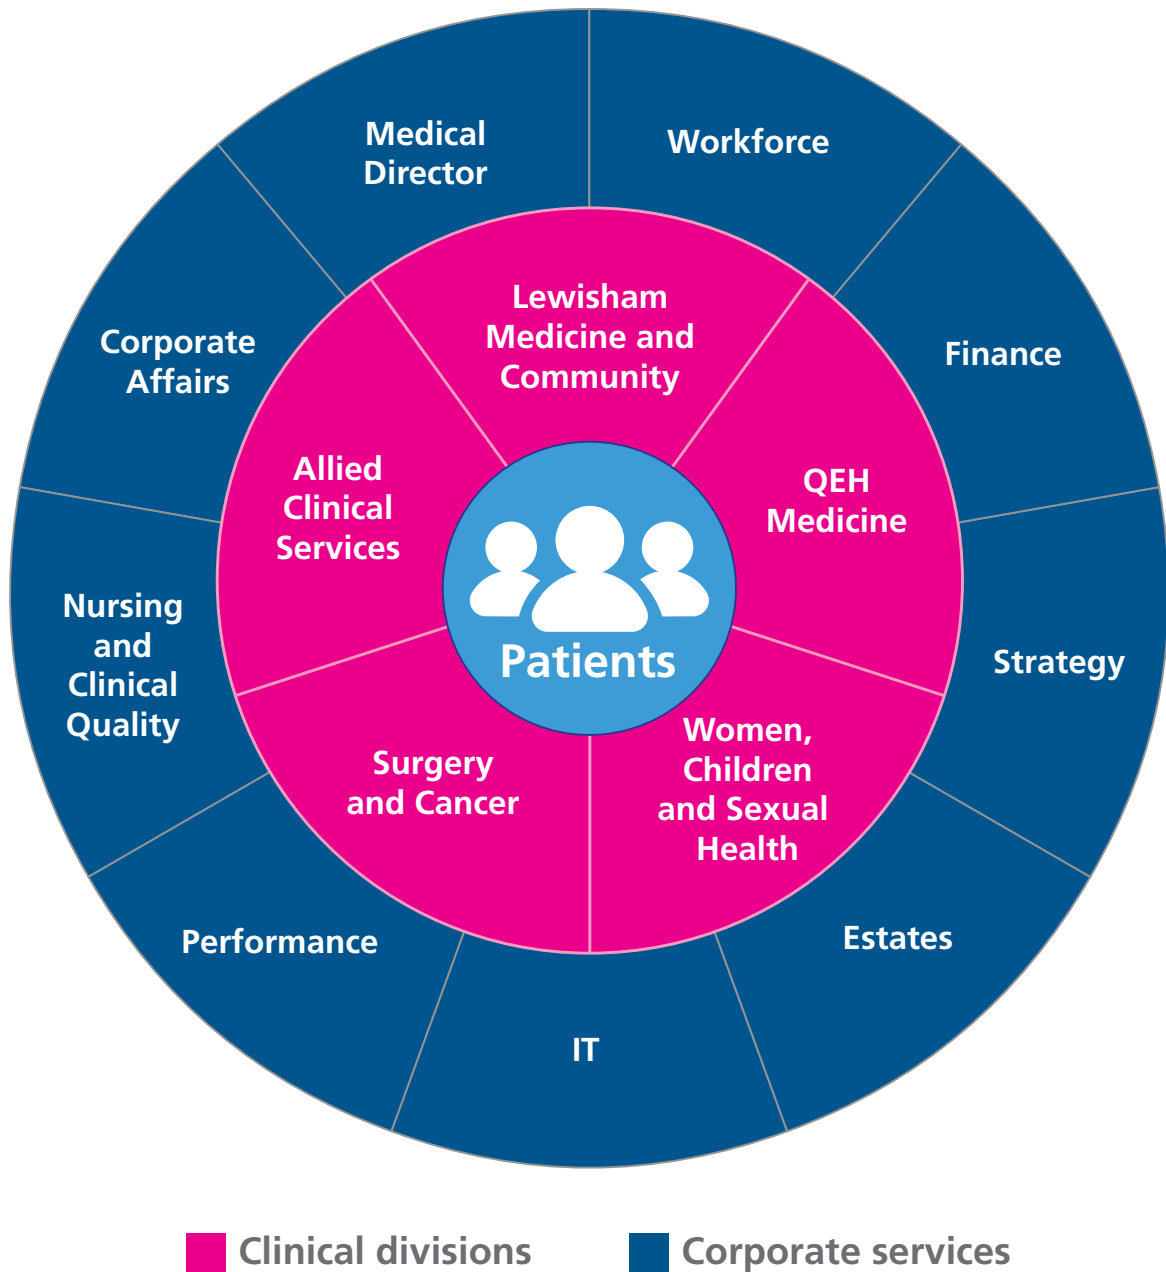 Medical
Director
Workforce
Finance
Strategy
Estates
IT
Performance
Nursing
and
Clinical
Quality
Corporate
Affairs
Lewisham
Medicine and
Community
QEH
Medicine
Women,
Children
and Sexual
Health
Surgery
and Cancer
Allied
Clinical
Services
Patients
Clinical divisions
Corporate services